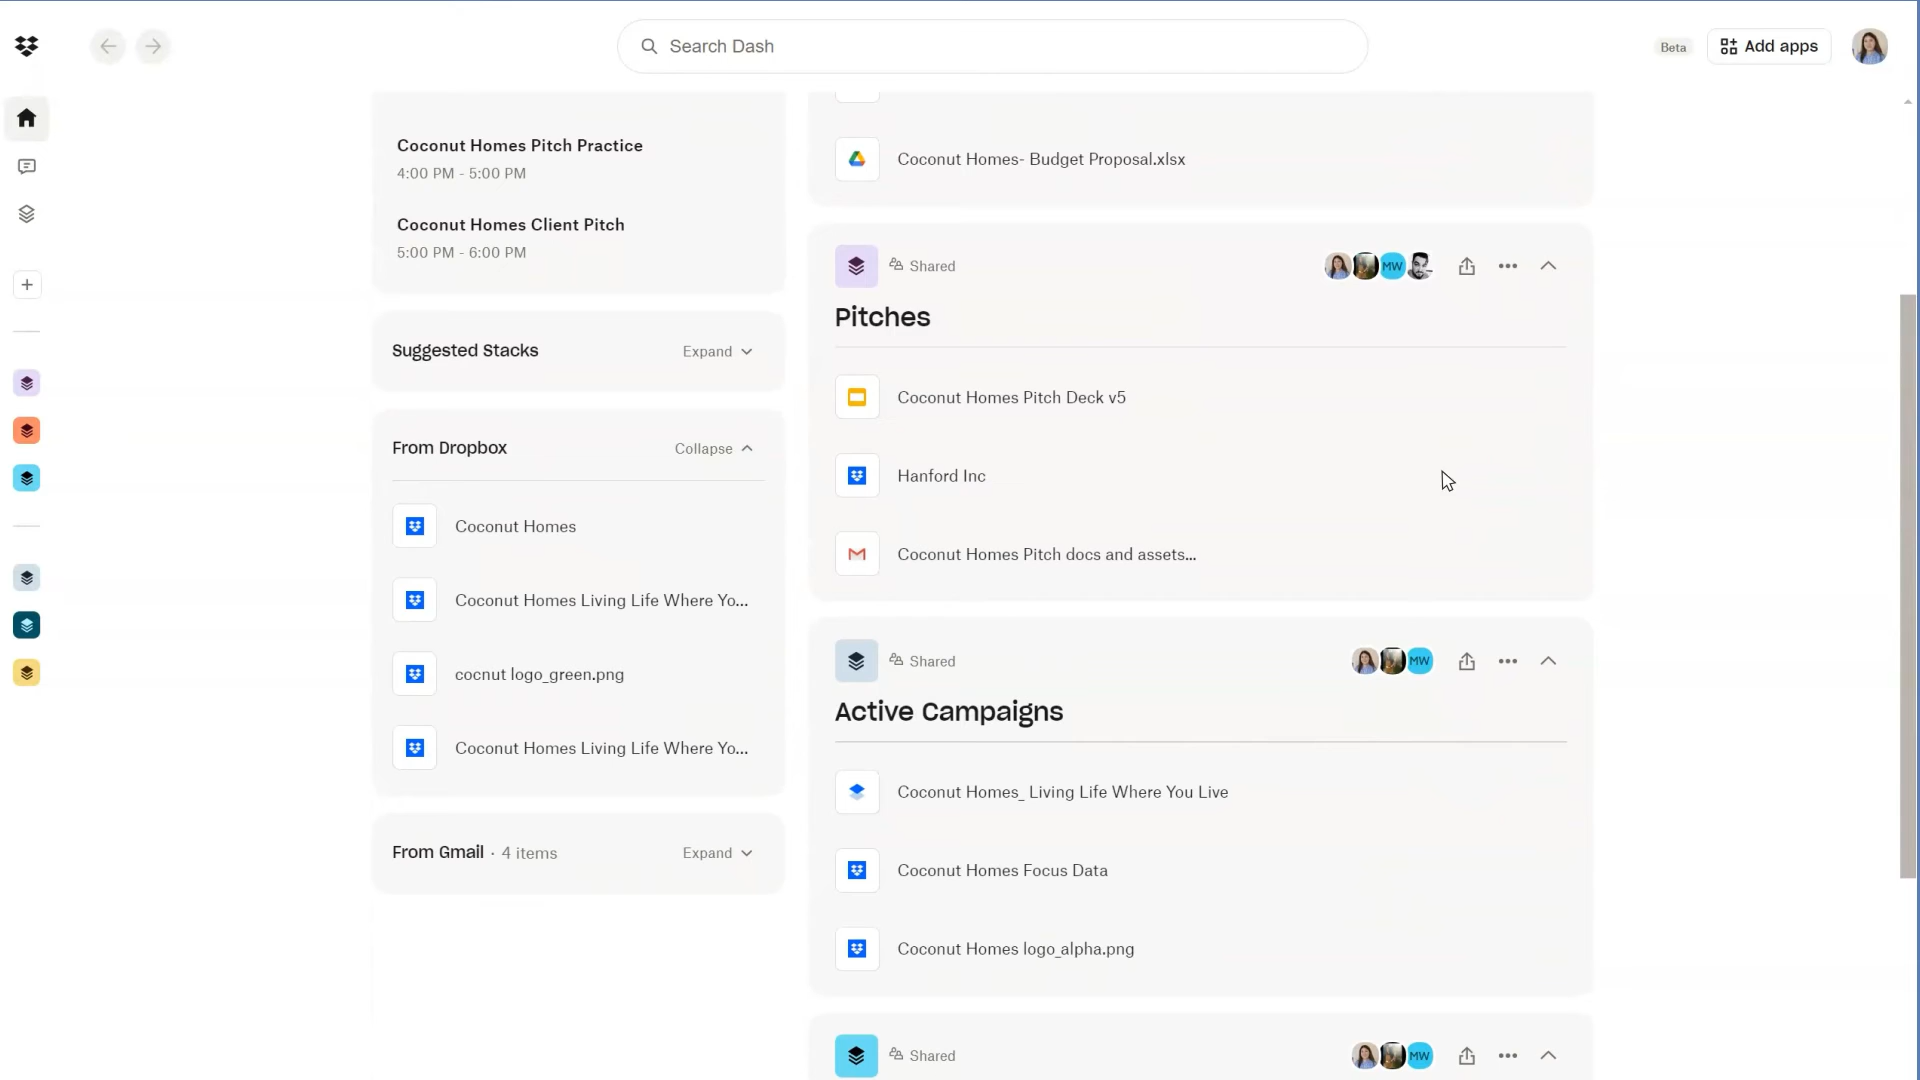 Search Dash
Beta
Add apps
Coconut Homes Pitch Practice
4:00 PM - 5:00 PM
Coconut Homes Client Pitch
5:00 PM - 6:00 PM
Suggested Stacks
Expand
From Dropbox
Collapse
Coconut Homes
Coconut Homes Living Life Where Yo...
cocnut logo_green.png
Coconut Homes Living Life Where Yo...
From Gmail · 4 items
Expand
Coconut Homes- Budget Proposal.xlsx
Shared
MW
Pitches
Coconut Homes Pitch Deck v5
Hanford Inc
Coconut Homes Pitch docs and assets...
Shared
MW
Active Campaigns
Coconut Homes_ Living Life Where You Live
Coconut Homes Focus Data
Coconut Homes logo_alpha.png
Shared
MW